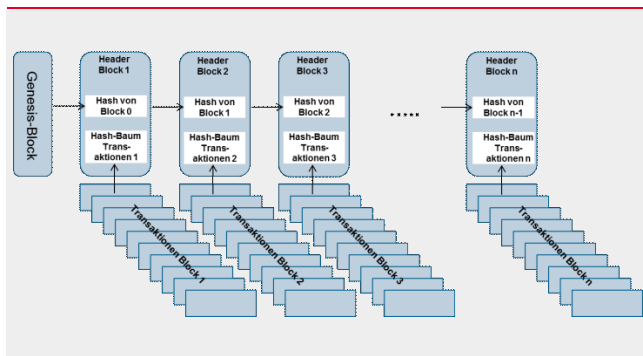 Genesis-Block
Header
Block 1
Hash von
Block 0
Hash-Baum
Trans-
aktionen 1
Transaktionen Block 1
Header
Block 2
Hash von
Block 1
Hash-Baum
Trans-
aktionen 2
Transaktionen Block 2
Header
Block 3
Hash von
Block 2
Hash-Baum
Trans-
aktionen 3
Transaktionen Block 3
.....
Header
Block n
Hash von
Block n-1
Hash-Baum
Trans-
aktionen n
Transaktionen Block n